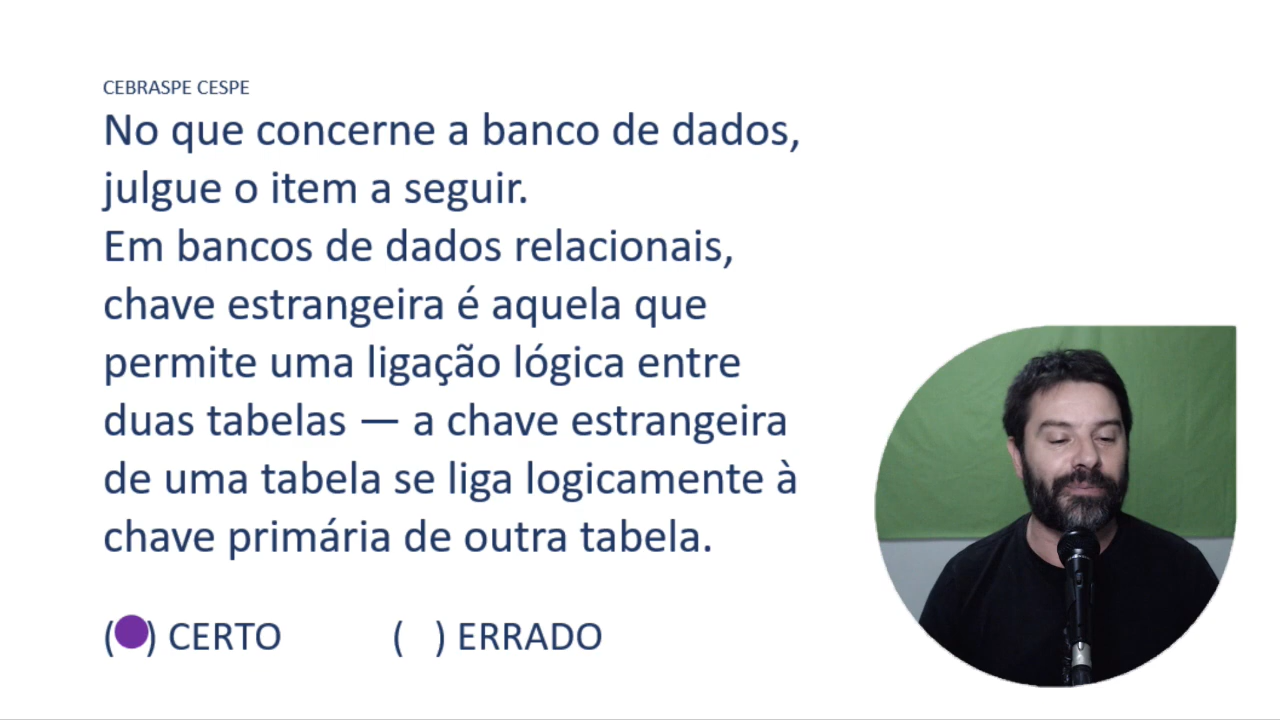 CEBRASPE CESPE
No que concerne a banco de dados,
julgue o item a seguir.
Em bancos de dados relacionais,
chave estrangeira é aquela que
permite uma ligação lógica entre
duas tabelas — a chave estrangeira
de uma tabela se liga logicamente à
chave primária de outra tabela.
( ) CERTO ( ) ERRADO